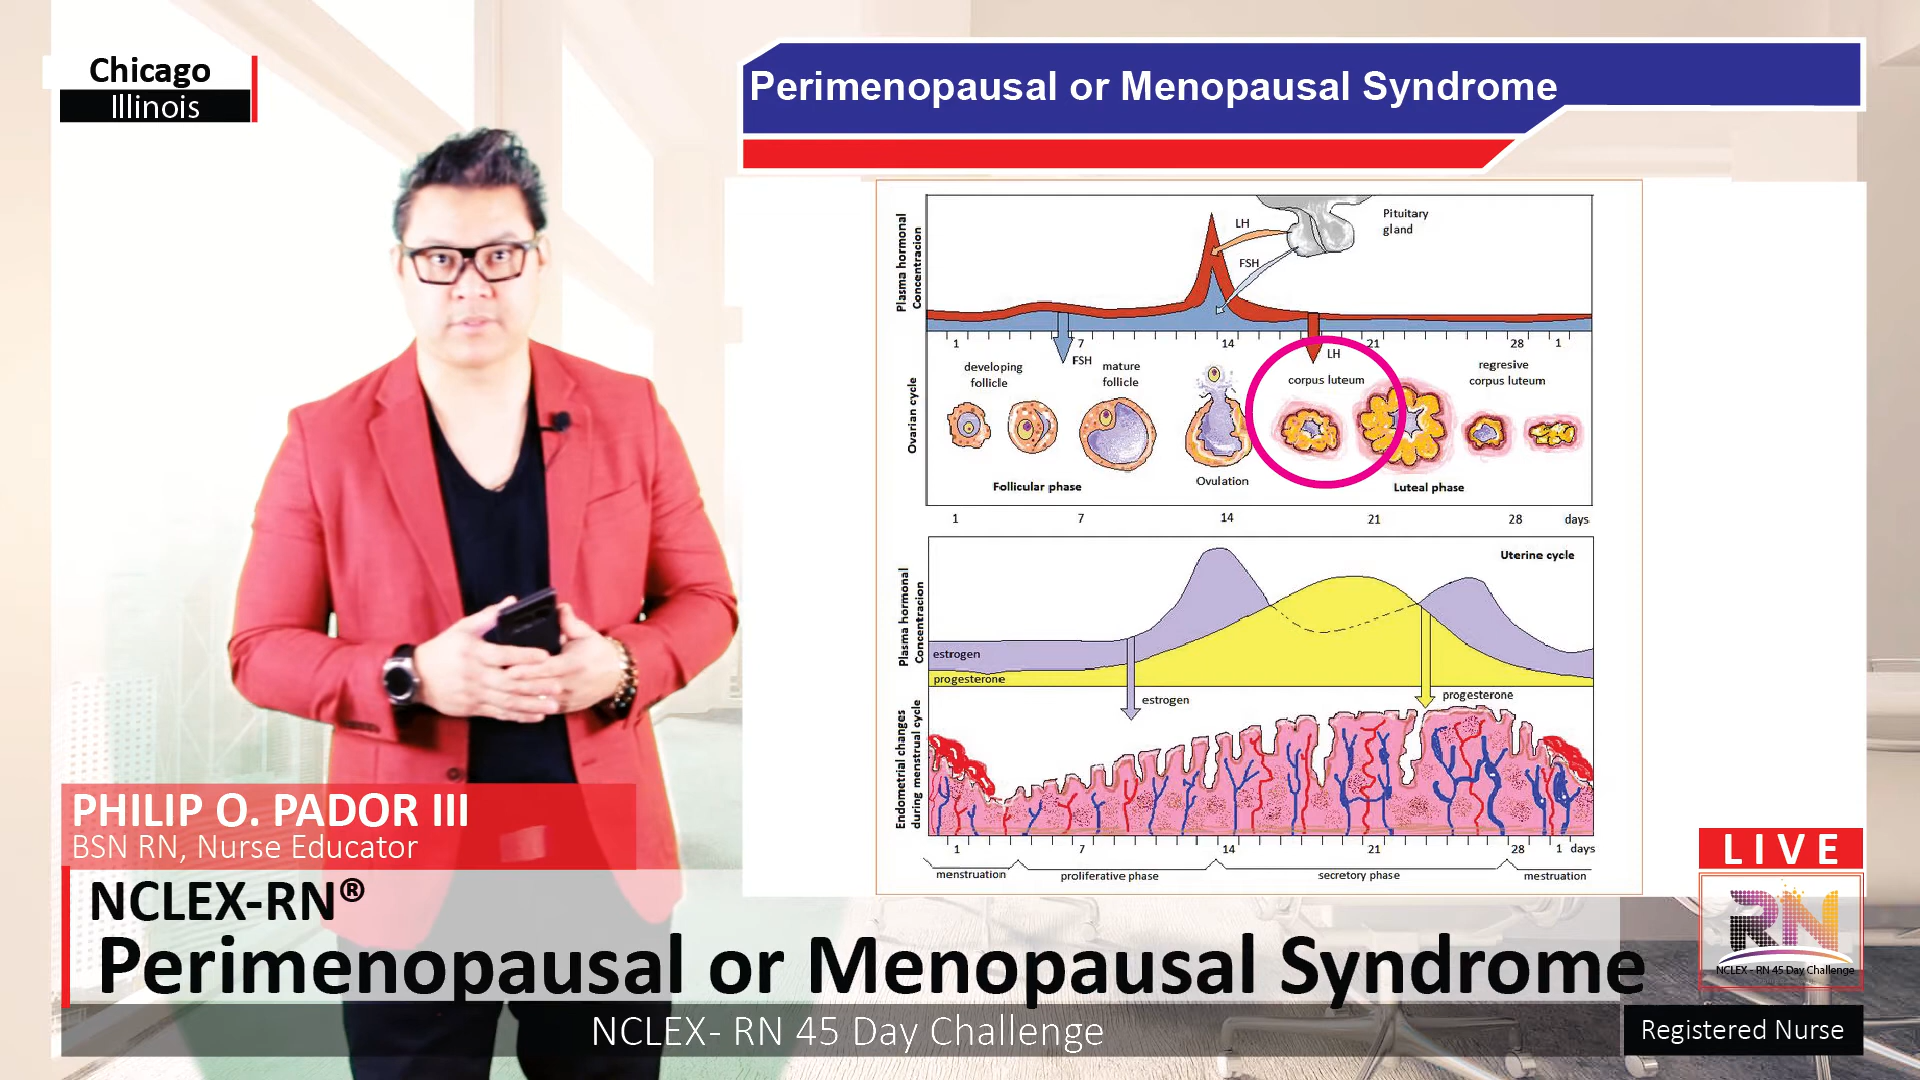 Chicago
Illinois
Perimenopausal or Menopausal Syndrome
Plasma hormonal
Concentracion
LH
FSH
Pituitary
gland
1
7
14
21
28
1
FSH
LH
Ovarian cycle
developing
follicle
mature
follicle
corpus luteum
regresive
corpus luteum
Follicular phase
Ovulation
Luteal phase
1
7
14
21
28
days
Uterine cycle
Plasma hormonal
Concentracion
estrogen
progesterone
estrogen
progesterone
Endometrial changes
during menstrual cycle
1
7
14
21
28
1
days
menstruation
proliferative phase
secretory phase
mestruation
PHILIP O. PADOR III
BSN RN, Nurse Educator
NCLEX-RN®
Perimenopausal or Menopausal Syndrome
NCLEX- RN 45 Day Challenge
LIVE
RN
NCLEX - RN 45 Day Challenge
Registered Nurse